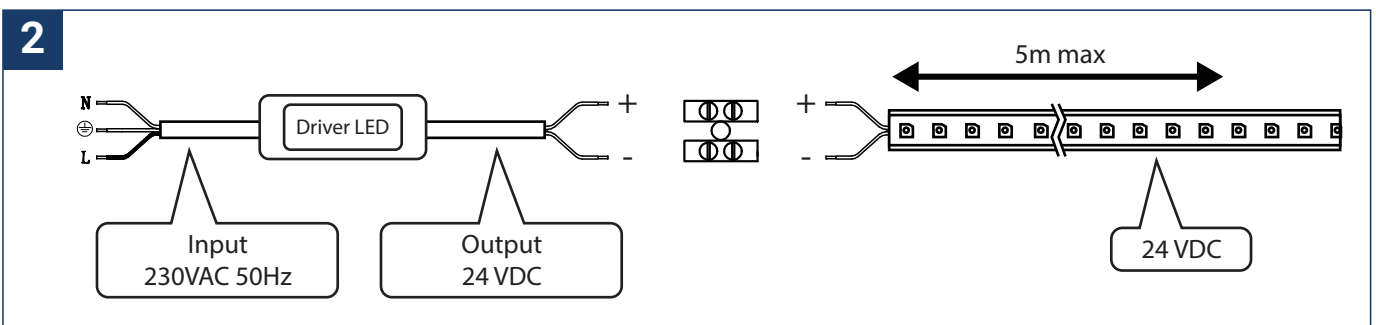 2
5m max
N
L
Driver LED
+
-
+
-
Input
230VAC 50Hz
Output
24 VDC
24 VDC